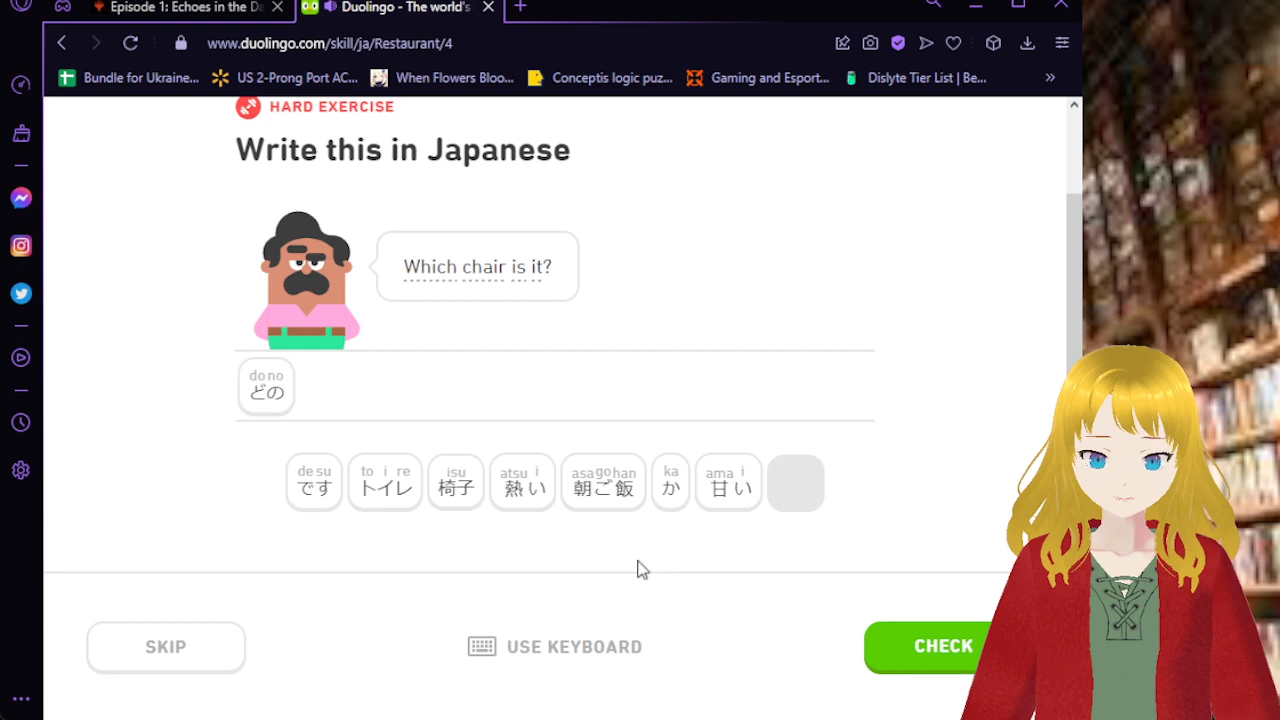 Episode 1: Echoes in the Da
Duolingo - The world's
www.duolingo.com/skill/ja/Restaurant/4
Bundle for Ukraine... US 2-Prong Port AC... When Flowers Bloo... Conceptis logic puz... Gaming and Esport... Dislyte Tier List | Be...
HARD EXERCISE
Write this in Japanese
Which chair is it?
do no
どの
de su to i re isu atsu i asa go han ka ama i
です トイレ 椅子 熱い 朝ご飯 か 甘い
SKIP USE KEYBOARD CHECK